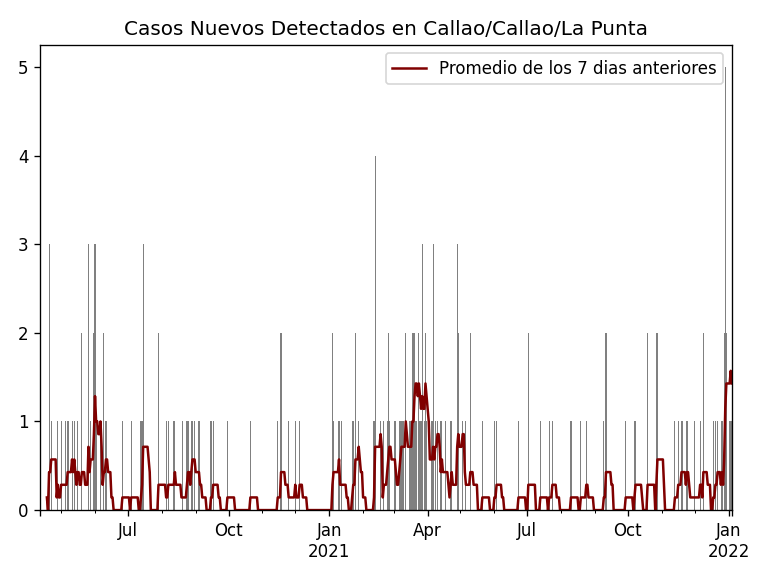 Casos Nuevos Detectados en Callao/Callao/La Punta
Promedio de los 7 dias anteriores
5
4
3
2
1
0
Jul Oct Jan Apr Jul Oct Jan
2021 2022